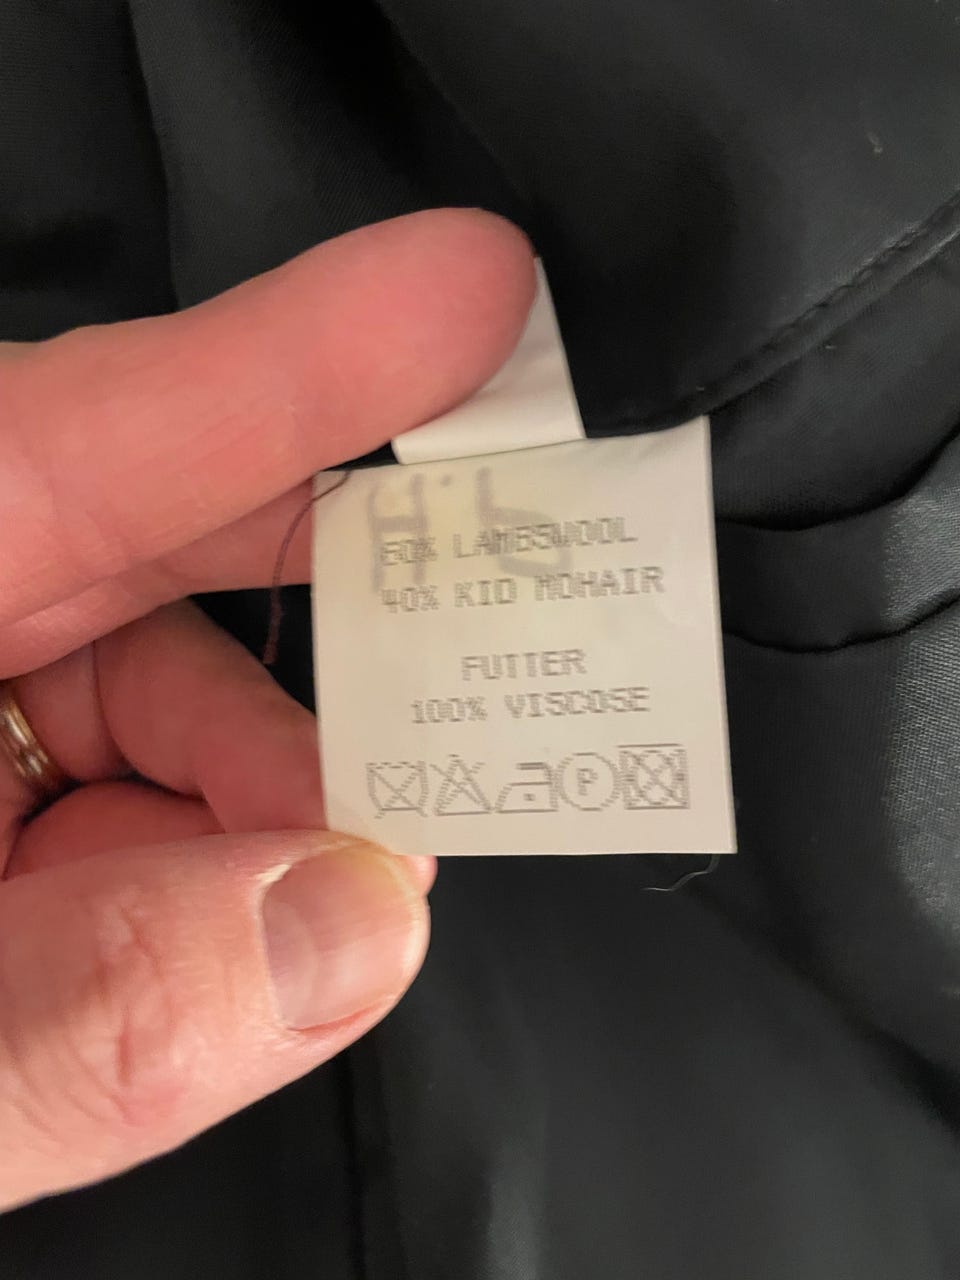 60% LAMBSWOOL
40% KID MOHAIR
FUTTER
100% VISCOSE
P